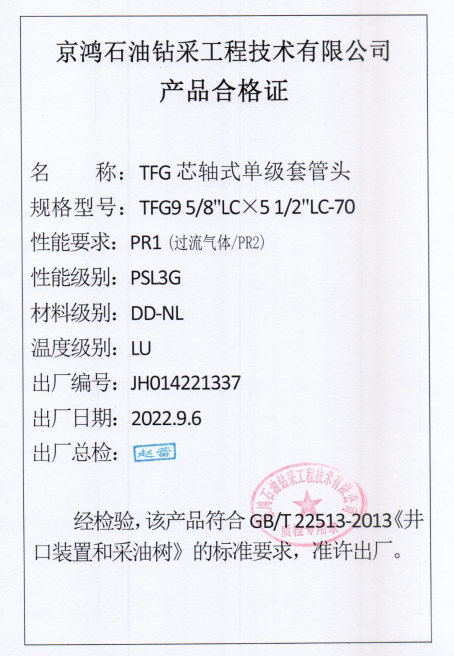 京鸿石油钻采工程技术有限公司
产品合格证
名 称：TFG 芯轴式单级套管头
规格型号：TFG9 5/8"LC×5 1/2"LC-70
性能要求：PR1（过流气体/PR2）
性能级别：PSL3G
材料级别：DD-NL
温度级别：LU
出厂编号：JH014221337
出厂日期：2022.9.6
出厂总检：赵蕾
京鸿石油钻采工程技术有限公司
质检专用章
经检验，该产品符合 GB/T 22513-2013《井
口装置和采油树》的标准要求，准许出厂。